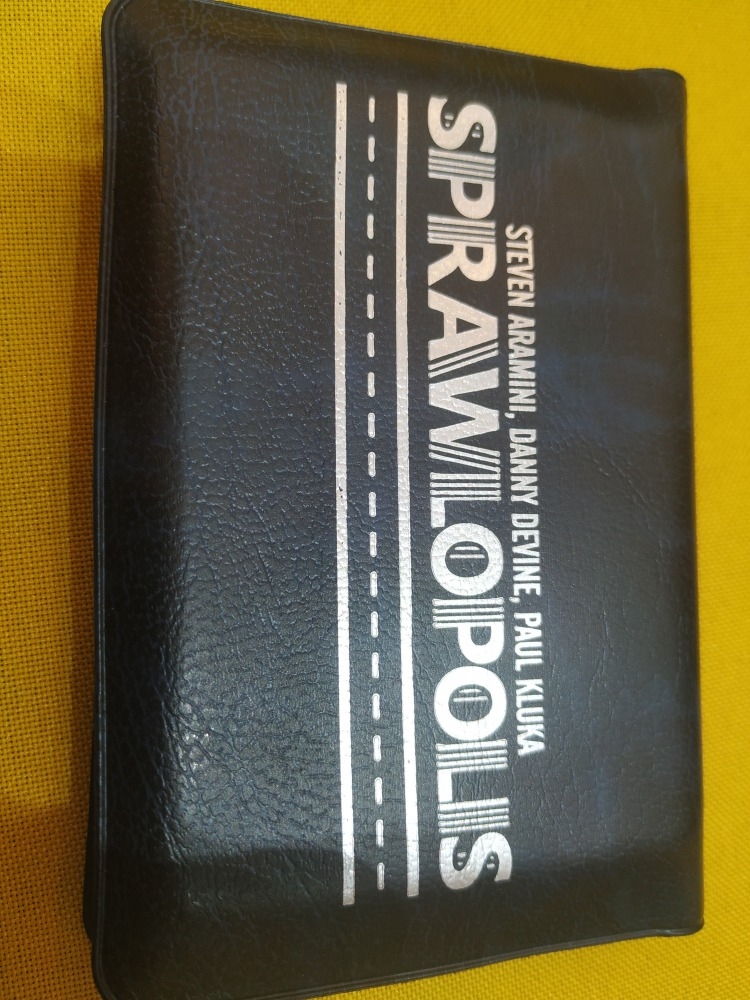 STEVEN ARAMINI, DANNY DEVINE, PAUL KLUKA
SPRAWLOPOLIS